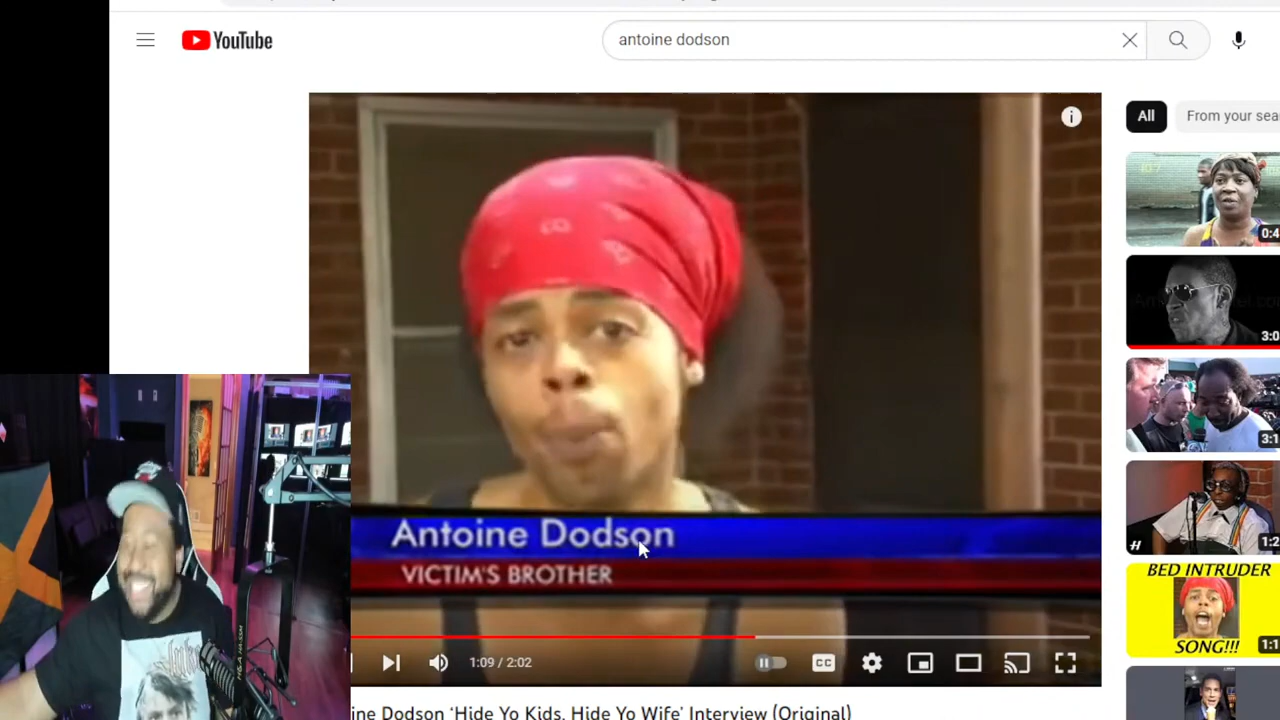 YouTube
antoine dodson
All
From your sea
0:4
3:0
3:1
Antoine Dodson
VICTIM'S BROTHER
1:2
BED INTRUDER
SONG!!!
1:1
1:09 / 2:02
CC
ine Dodson 'Hide Yo Kids, Hide Yo Wife' Interview (Original)